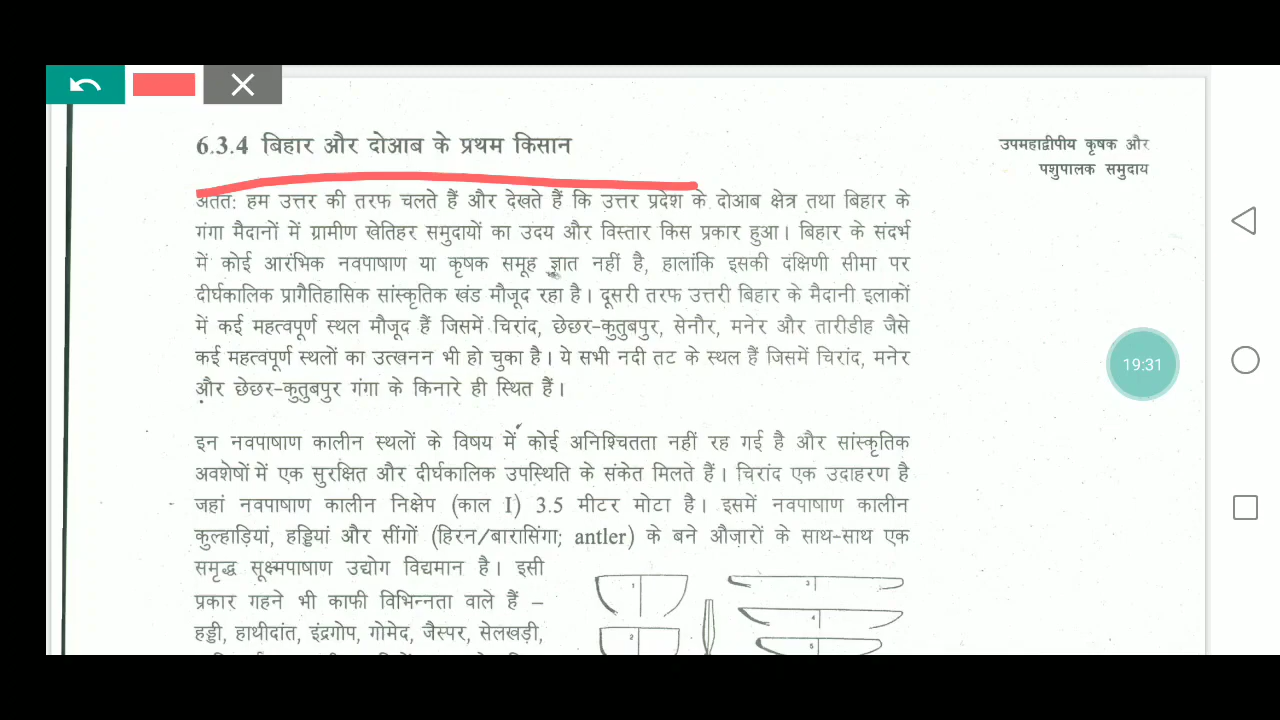 6.3.4 बिहार और दोआब के प्रथम किसान
उपमहाद्वीपीय कृषक और
पशुपालक समुदाय
अंतत: हम उत्तर की तरफ चलते हैं और देखते हैं कि उत्तर प्रदेश के दोआब क्षेत्र तथा बिहार के
गंगा मैदानों में ग्रामीण खेतिहर समुदायों का उदय और विस्तार किस प्रकार हुआ। बिहार के संदर्भ
में कोई आरंभिक नवपाषाण या कृषक समूह ज्ञात नहीं है, हालांकि इसकी दक्षिणी सीमा पर
दीर्घकालिक प्रागैतिहासिक सांस्कृतिक खंड मौजूद रहा है। दूसरी तरफ उत्तरी बिहार के मैदानी इलाकों
में कई महत्वपूर्ण स्थल मौजूद हैं जिसमें चिरांद, छेछर-कुतुबपुर, सेनौर, मनेर और तारीडीह जैसे
कई महत्वपूर्ण स्थलों का उत्खनन भी हो चुका है। ये सभी नदी तट के स्थल हैं जिसमें चिरांद, मनेर
और छेछर-कुतुबपुर गंगा के किनारे ही स्थित हैं।
19:31
इन नवपाषाण कालीन स्थलों के विषय में कोई अनिश्चितता नहीं रह गई है और सांस्कृतिक
अवशेषों में एक सुरक्षित और दीर्घकालिक उपस्थिति के संकेत मिलते हैं। चिरांद एक उदाहरण है
जहां नवपाषाण कालीन निक्षेप (काल I) 3.5 मीटर मोटा है। इसमें नवपाषाण कालीन
कुल्हाड़ियां, हड्डियां और सींगों (हिरन/बारासिंगा; antler) के बने औज़ारों के साथ-साथ एक
समृद्ध सूक्ष्मपाषाण उद्योग विद्यमान है। इसी
प्रकार गहने भी काफी विभिन्नता वाले हैं –
हड्डी, हाथीदांत, इंद्रगोप, गोमेद, जैस्पर, सेलखड़ी,
1
2
3
4
5